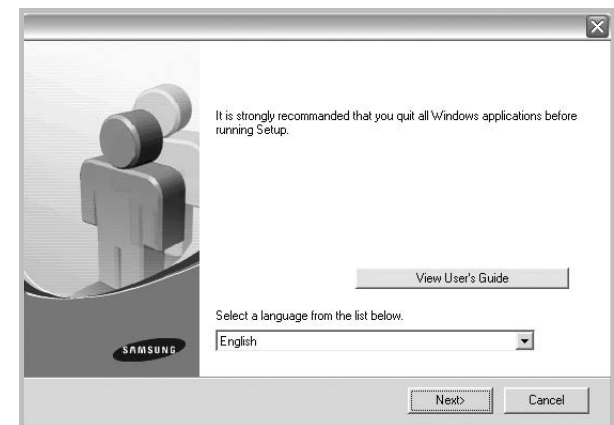 It is strongly recommanded that you quit all Windows applications before
running Setup.
View User's Guide
Select a language from the list below.
English
SAMSUNG
Next>
Cancel